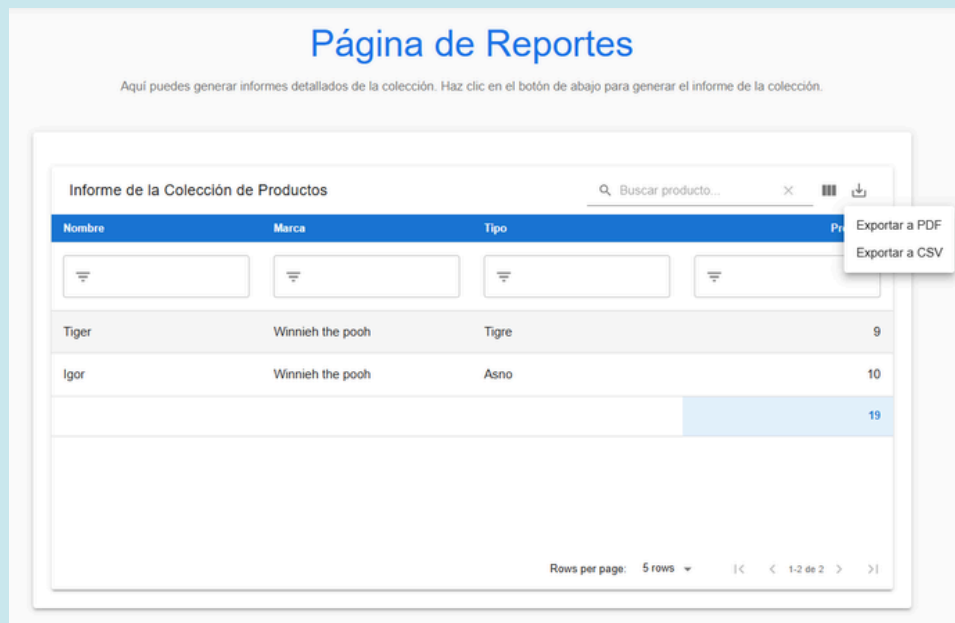 Página de Reportes
Aquí puedes generar informes detallados de la colección. Haz clic en el botón de abajo para generar el informe de la colección.
Informe de la Colección de Productos
Buscar producto...
Exportar a PDF
Exportar a CSV
Nombre Marca Tipo
Tiger Winnieh the pooh Tigre 9
Igor Winnieh the pooh Asno 10
19
Rows per page: 5 rows 1-2 de 2